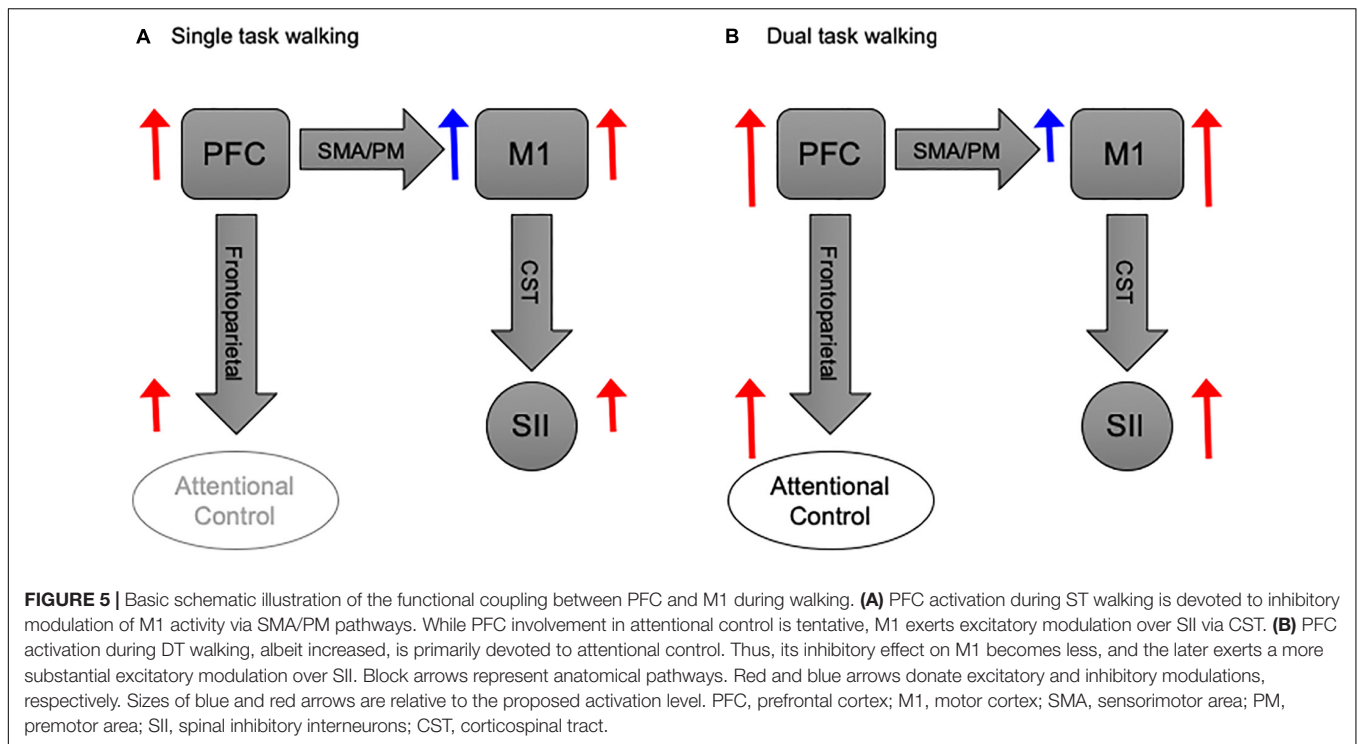 A Single task walking
B Dual task walking
PFC
SMA/PM
M1
Frontoparietal
CST
SII
Attentional
Control
PFC
SMA/PM
M1
Frontoparietal
CST
SII
Attentional
Control
FIGURE 5 | Basic schematic illustration of the functional coupling between PFC and M1 during walking. (A) PFC activation during ST walking is devoted to inhibitory
modulation of M1 activity via SMA/PM pathways. While PFC involvement in attentional control is tentative, M1 exerts excitatory modulation over SII via CST. (B) PFC
activation during DT walking, albeit increased, is primarily devoted to attentional control. Thus, its inhibitory effect on M1 becomes less, and the later exerts a more
substantial excitatory modulation over SII. Block arrows represent anatomical pathways. Red and blue arrows donate excitatory and inhibitory modulations,
respectively. Sizes of blue and red arrows are relative to the proposed activation level. PFC, prefrontal cortex; M1, motor cortex; SMA, sensorimotor area; PM,
premotor area; SII, spinal inhibitory interneurons; CST, corticospinal tract.